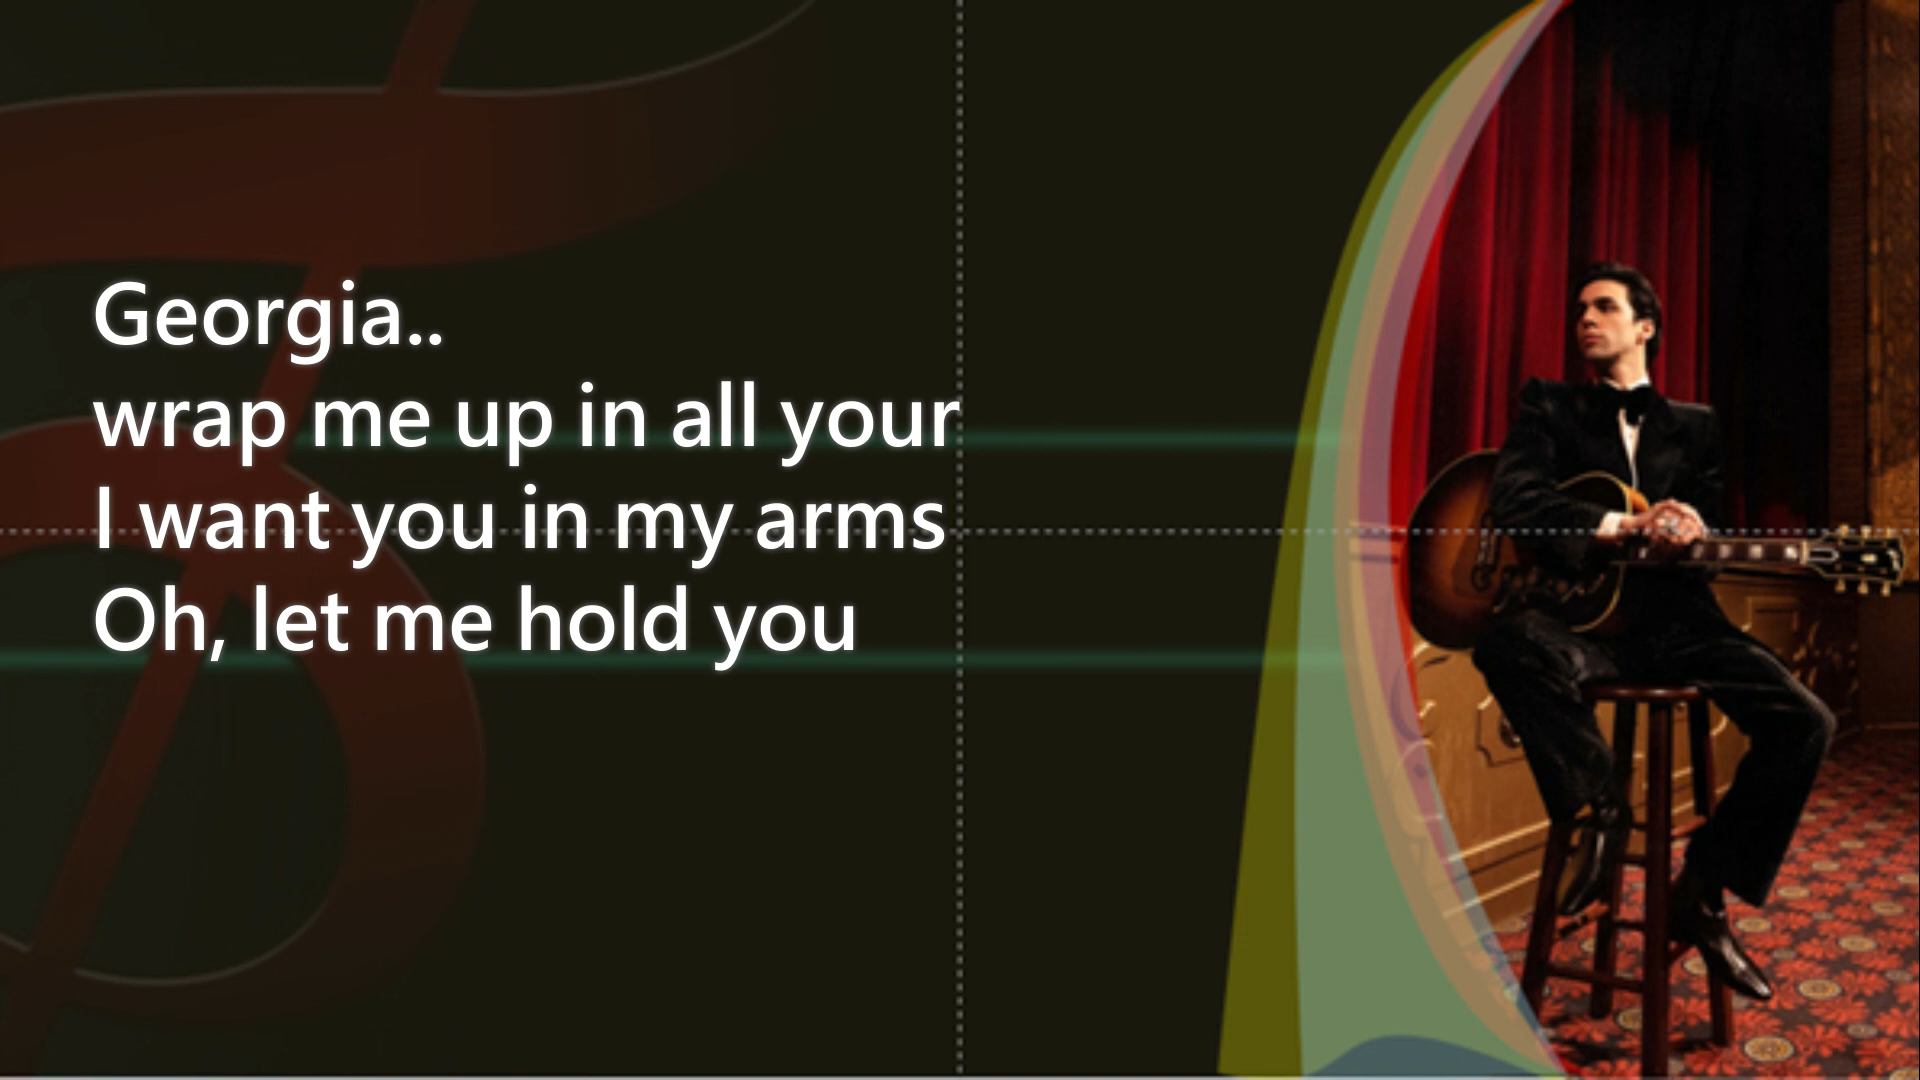 Georgia..
wrap me up in all your
I want you in my arms
Oh, let me hold you